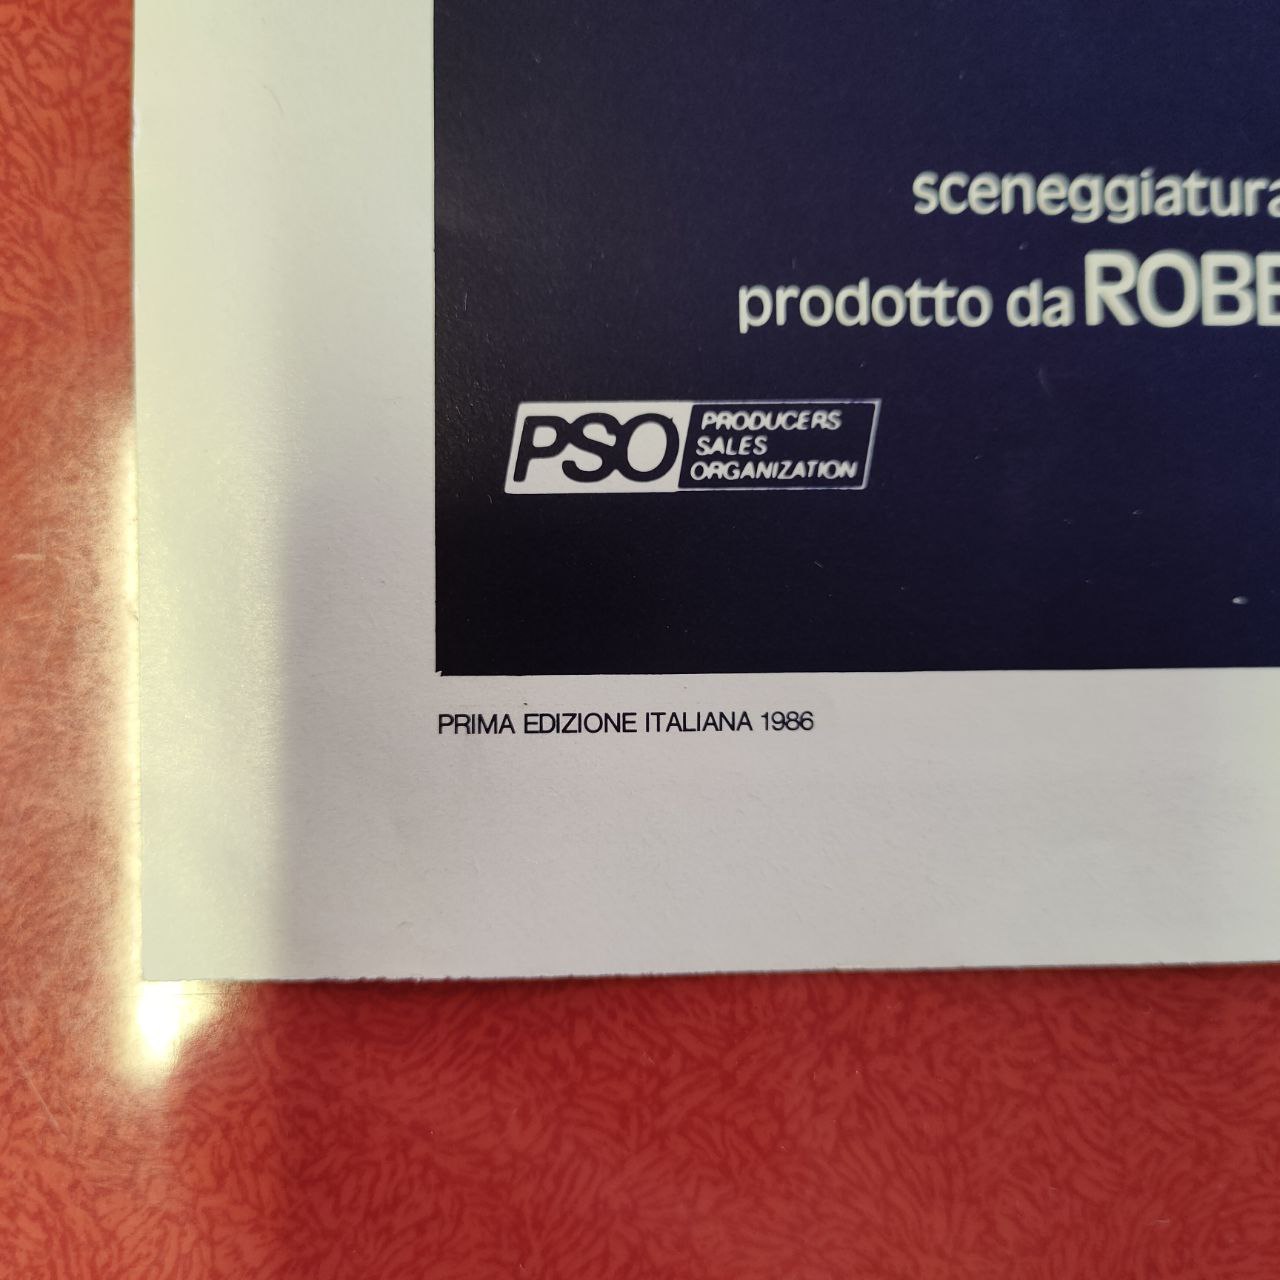 sceneggiatura
prodotto da ROBE
PSO PRODUCERS
SALES
ORGANIZATION
PRIMA EDIZIONE ITALIANA 1986